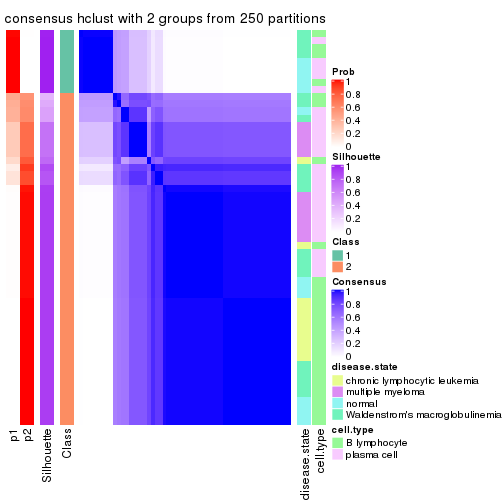 consensus hclust with 2 groups from 250 partitions
Prob
1
0.8
0.6
0.4
0.2
0
Silhouette
1
0.8
0.6
0.4
0.2
0
Class
1
2
Consensus
1
0.8
0.6
0.4
0.2
0
disease.state
chronic lymphocytic leukemia
multiple myeloma
normal
Waldenstrom's macroglobulinemia
cell.type
B lymphocyte
plasma cell
p1
p2
Silhouette
Class
disease.state
cell.type